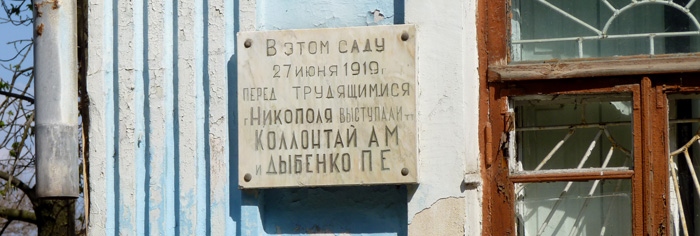 В ЭТОМ САДУ
27 ИЮНЯ 1919г.
ПЕРЕД ТРУДЯЩИМИСЯ
г. НИКОПОЛЯ ВЫСТУПАЛИ т.т.
КОЛЛОНТАЙ А М
И ДЫБЕНКО П Е